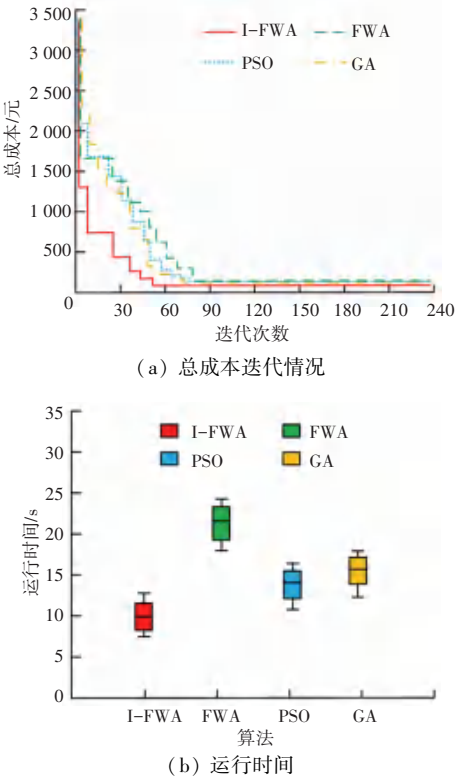 3 500
3 000
2 500
2 000
1 500
1 000
500
0
总成本/元
I-FWA
FWA
PSO
GA
30 60 90 120 150 180 210 240
迭代次数
(a) 总成本迭代情况
35
30
25
20
15
10
5
0
运行时间/s
I-FWA
FWA
PSO
GA
I-FWA FWA PSO GA
算法
(b) 运行时间